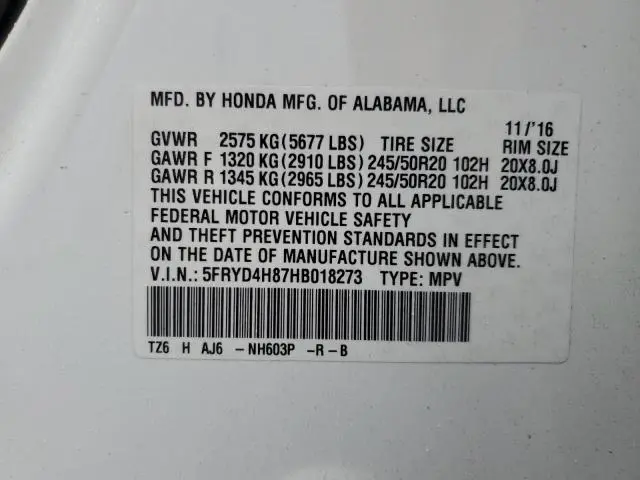 MFD. BY HONDA MFG. OF ALABAMA, LLC
11/'16
GVWR 2575 KG(5677 LBS) TIRE SIZE RIM SIZE
GAWR F 1320 KG(2910 LBS) 245/50R20 102H 20X8.0J
GAWR R 1345 KG(2965 LBS) 245/50R20 102H 20X8.0J
THIS VEHICLE CONFORMS TO ALL APPLICABLE
FEDERAL MOTOR VEHICLE SAFETY
AND THEFT PREVENTION STANDARDS IN EFFECT
ON THE DATE OF MANUFACTURE SHOWN ABOVE.
V.I.N.: 5FRYD4H87HB018273 TYPE: MPV
TZ6 H AJ6 -NH603P -R-B